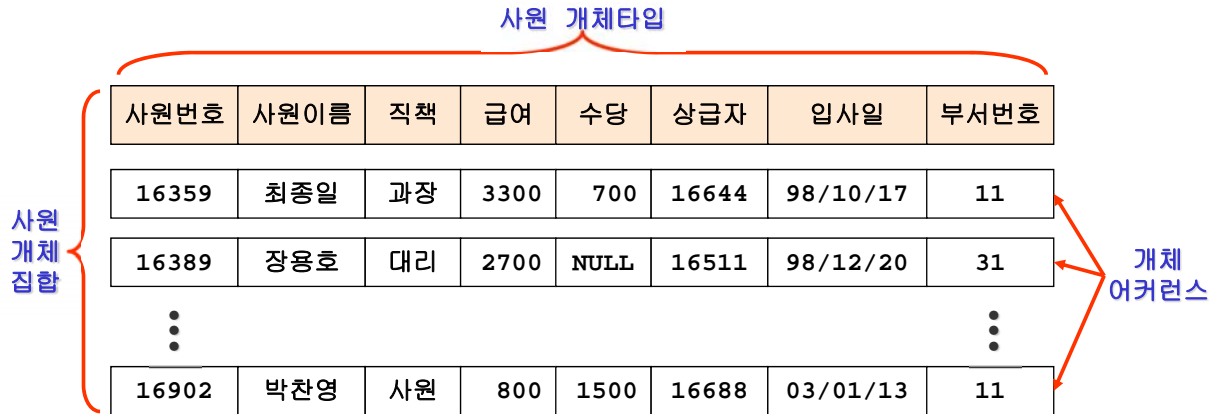 사원 개체타입
사원번호 사원이름 직책 급여 수당 상급자 입사일 부서번호
16359 최종일 과장 3300 700 16644 98/10/17 11
사원
개체
집합
16389 장용호 대리 2700 NULL 16511 98/12/20 31
개체
어커런스
16902 박찬영 사원 800 1500 16688 03/01/13 11